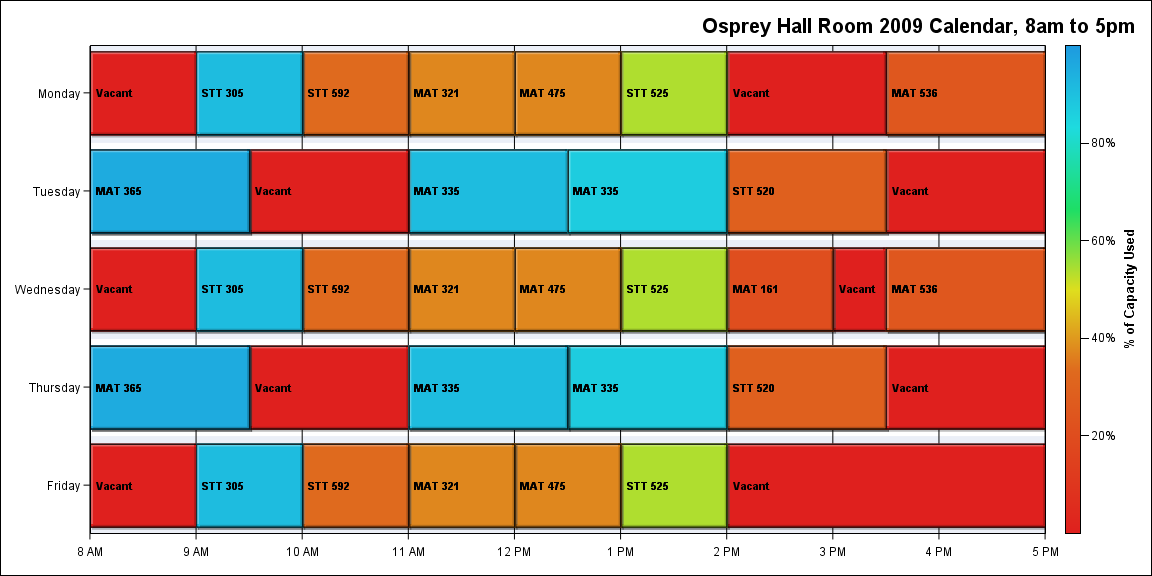 Osprey Hall Room 2009 Calendar, 8am to 5pm
Monday
Vacant
STT 305
STT 592
MAT 321
MAT 475
STT 525
Vacant
MAT 536
Tuesday
MAT 365
Vacant
MAT 335
MAT 335
STT 520
Vacant
Wednesday
Vacant
STT 305
STT 592
MAT 321
MAT 475
STT 525
MAT 161
Vacant
MAT 536
Thursday
MAT 365
Vacant
MAT 335
MAT 335
STT 520
Vacant
Friday
Vacant
STT 305
STT 592
MAT 321
MAT 475
STT 525
Vacant
8 AM
9 AM
10 AM
11 AM
12 PM
1 PM
2 PM
3 PM
4 PM
5 PM
80%
60%
40%
20%
% of Capacity Used